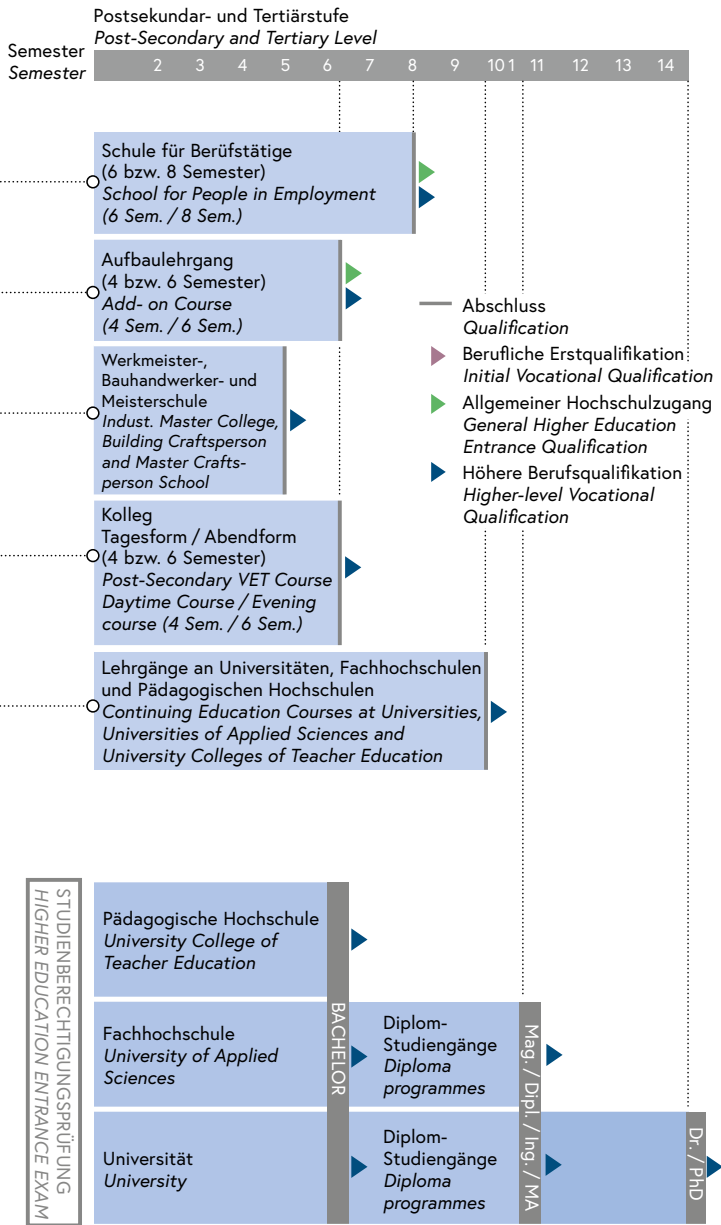 Postsekundar- und Tertiärstufe
Post-Secondary and Tertiary Level
Semester
Semester
2 3 4 5 6 7 8 9 10 1 11 12 13 14
Schule für Berüfstätige
(6 bzw. 8 Semester)
School for People in Employment
(6 Sem. / 8 Sem.)
Aufbaulehrgang
(4 bzw. 6 Semester)
Add- on Course
(4 Sem. / 6 Sem.)
Werkmeister-,
Bauhandwerker- und
Meisterschule
Indust. Master College,
Building Craftsperson
and Master Crafts-
person School
Kolleg
Tagesform / Abendform
(4 bzw. 6 Semester)
Post-Secondary VET Course
Daytime Course / Evening
course (4 Sem. / 6 Sem.)
Lehrgänge an Universitäten, Fachhochschulen
und Pädagogischen Hochschulen
Continuing Education Courses at Universities,
Universities of Applied Sciences and
University Colleges of Teacher Education
Abschluss
Qualification
Berufliche Erstqualifikation
Initial Vocational Qualification
Allgemeiner Hochschulzugang
General Higher Education
Entrance Qualification
Höhere Berufsqualifikation
Higher-level Vocational
Qualification
STUDIENBERECHTIGUNGSPRÜFUNG
HIGHER EDUCATION ENTRANCE EXAM
Pädagogische Hochschule
University College of
Teacher Education
Fachhochschule
University of Applied
Sciences
Universität
University
BACHELOR
Diplom-
Studiengänge
Diploma
programmes
Diplom-
Studiengänge
Diploma
programmes
Mag. / Dipl. / Ing. / MA
Dr. / PhD